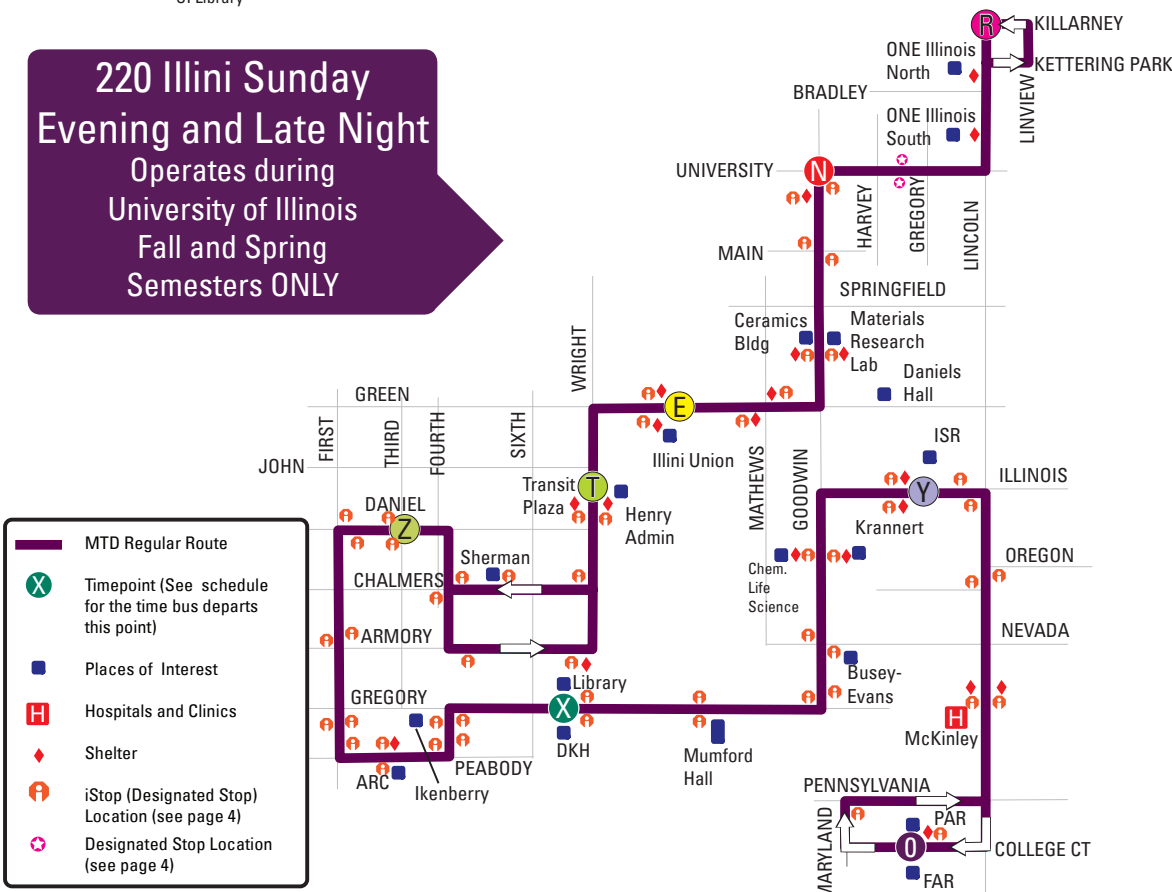 of Library
220 Illini Sunday
Evening and Late Night
Operates during
University of Illinois
Fall and Spring
Semesters ONLY
R
KILLARNEY
ONE Illinois
North
KETTERING PARK
LINVIEW
BRADLEY
ONE Illinois
South
UNIVERSITY
N
HARVEY
GREGORY
LINCOLN
MAIN
SPRINGFIELD
Ceramics
Bldg
Materials
Research
Lab
Daniels
Hall
WRIGHT
GREEN
E
Illini Union
FIRST
THIRD
FOURTH
SIXTH
JOHN
MATHEWS
GOODWIN
ISR
ILLINOIS
Transit
Plaza
T
Henry
Admin
Y
Krannert
DANIEL
Z
Sherman
CHALMERS
Chem.
Life
Science
OREGON
ARMORY
NEVADA
Library
Busey-
Evans
GREGORY
X
DKH
Mumford
Hall
H
McKinley
PEABODY
ARC
Ikenberry
PENNSYLVANIA
PAR
MARYLAND
O
COLLEGE CT
FAR
MTD Regular Route
X
Timepoint (See schedule
for the time bus departs
this point)
Places of Interest
H
Hospitals and Clinics
Shelter
iStop (Designated Stop)
Location (see page 4)
Designated Stop Location
(see page 4)